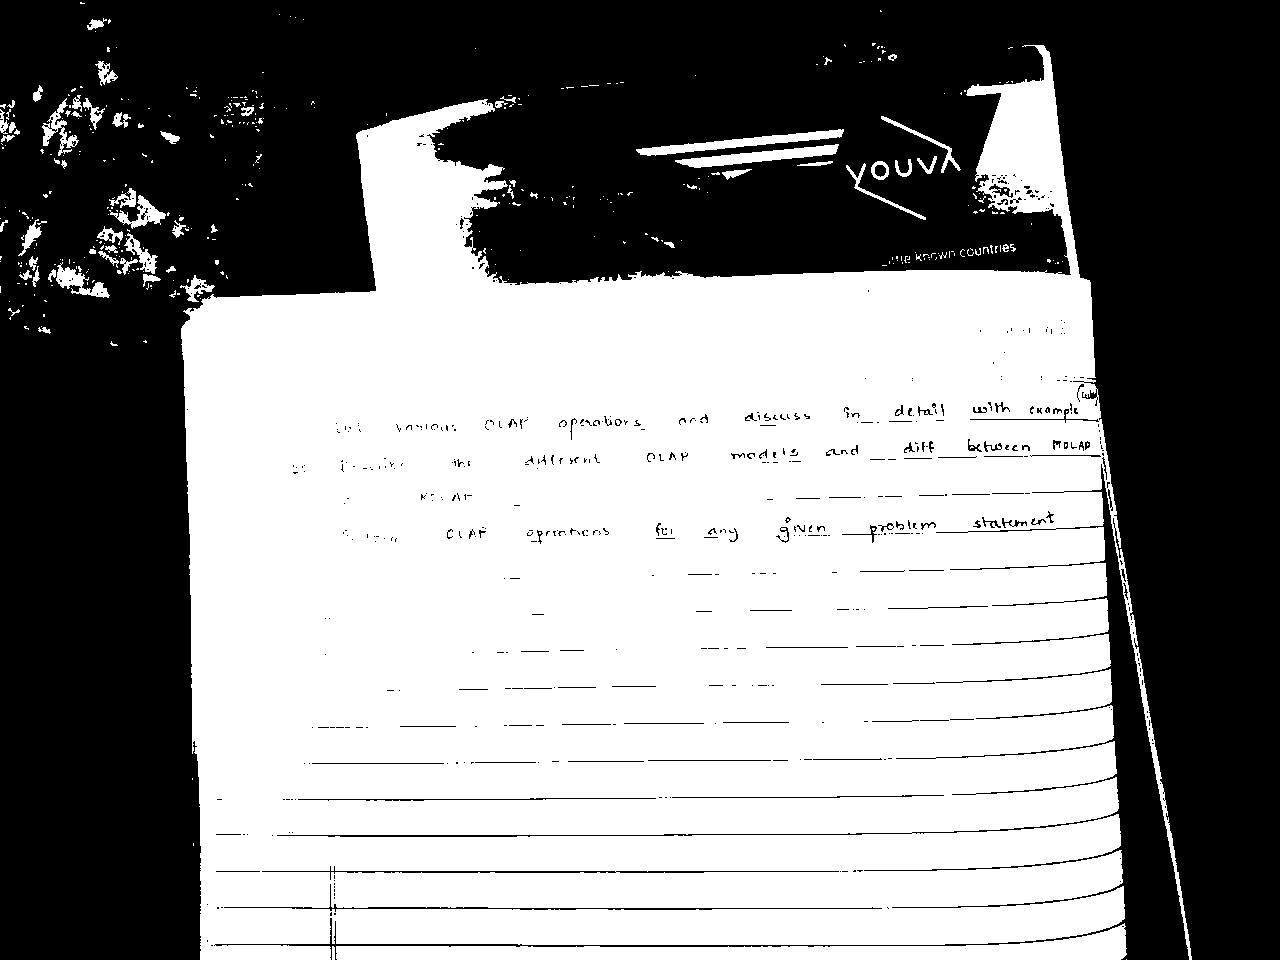 YOUVA
little known countries
(cube)
List various OLAP operations and discuss in detail with example
2) Describe the different OLAP models and diff between MOLAP
ROLAP
OLAP operations for any given problem statement